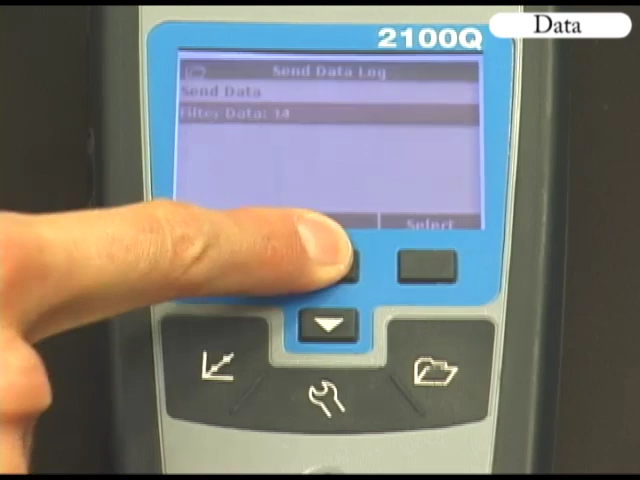 Data
2100Q
Send Data Log
Send Data
Filter Data: 14
Select